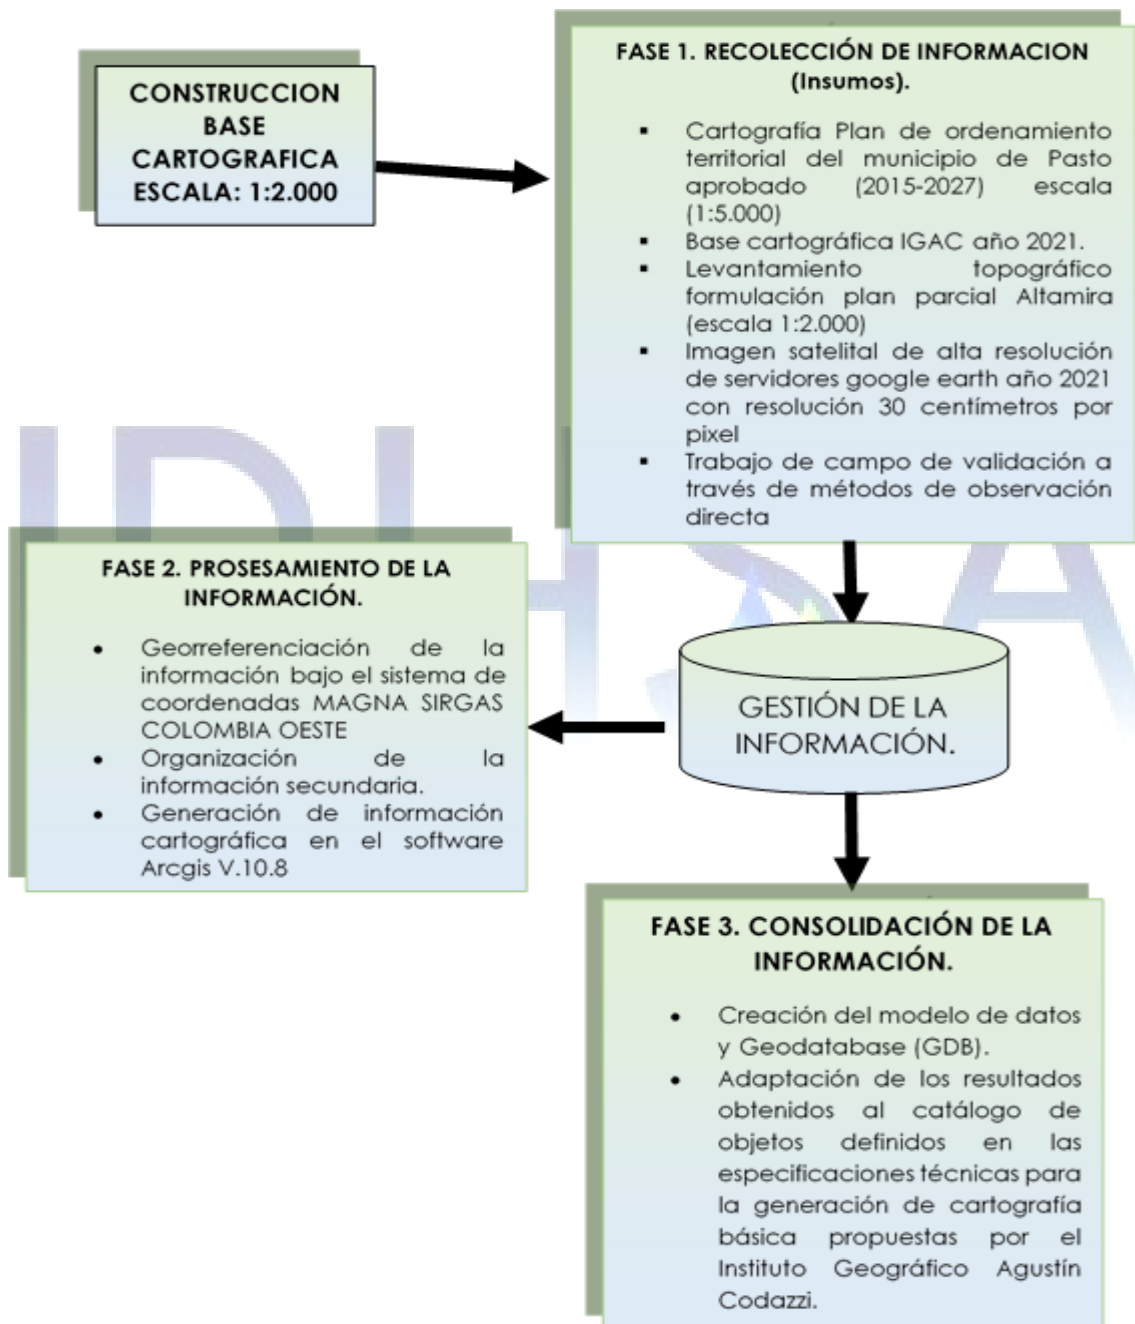 CONSTRUCCION
BASE
CARTOGRAFICA
ESCALA: 1:2.000
FASE 1. RECOLECCIÓN DE INFORMACION
(Insumos).
▪ Cartografía Plan de ordenamiento
territorial del municipio de Pasto
aprobado (2015-2027) escala
(1:5.000)
▪ Base cartográfica IGAC año 2021.
▪ Levantamiento topográfico
formulación plan parcial Altamira
(escala 1:2.000)
▪ Imagen satelital de alta resolución
de servidores google earth año 2021
con resolución 30 centímetros por
pixel
▪ Trabajo de campo de validación a
través de métodos de observación
directa
GESTIÓN DE LA
INFORMACIÓN.
FASE 2. PROSESAMIENTO DE LA
INFORMACIÓN.
• Georreferenciación de la
información bajo el sistema de
coordenadas MAGNA SIRGAS
COLOMBIA OESTE
• Organización de la
información secundaria.
• Generación de información
cartográfica en el software
Arcgis V.10.8
FASE 3. CONSOLIDACIÓN DE LA
INFORMACIÓN.
• Creación del modelo de datos
y Geodatabase (GDB).
• Adaptación de los resultados
obtenidos al catálogo de
objetos definidos en las
especificaciones técnicas para
la generación de cartografía
básica propuestas por el
Instituto Geográfico Agustín
Codazzi.